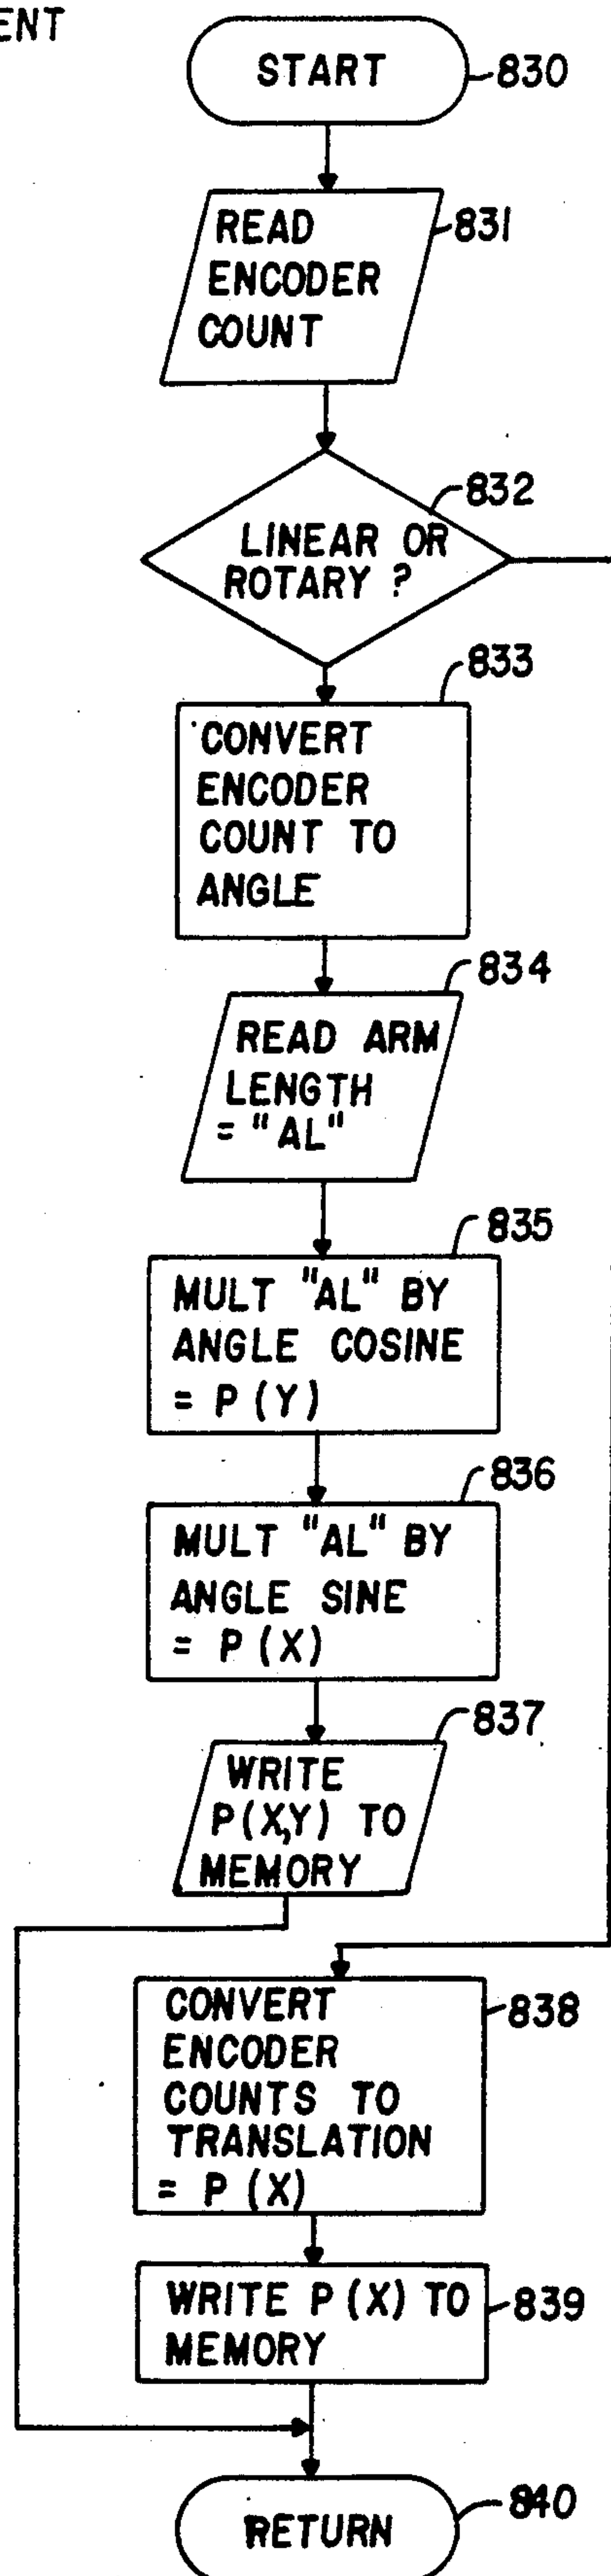 ENT
START
830
READ
831
ENCODER
COUNT
832
LINEAR OR
ROTARY ?
833
CONVERT
ENCODER
COUNT TO
ANGLE
834
READ ARM
LENGTH
= "AL"
835
MULT "AL" BY
ANGLE COSINE
= P (Y)
836
MULT "AL" BY
ANGLE SINE
= P (X)
837
WRITE
P(X,Y) TO
MEMORY
CONVERT
838
ENCODER
COUNTS TO
TRANSLATION
= P (X)
WRITE P (X) TO
839
MEMORY
RETURN
840